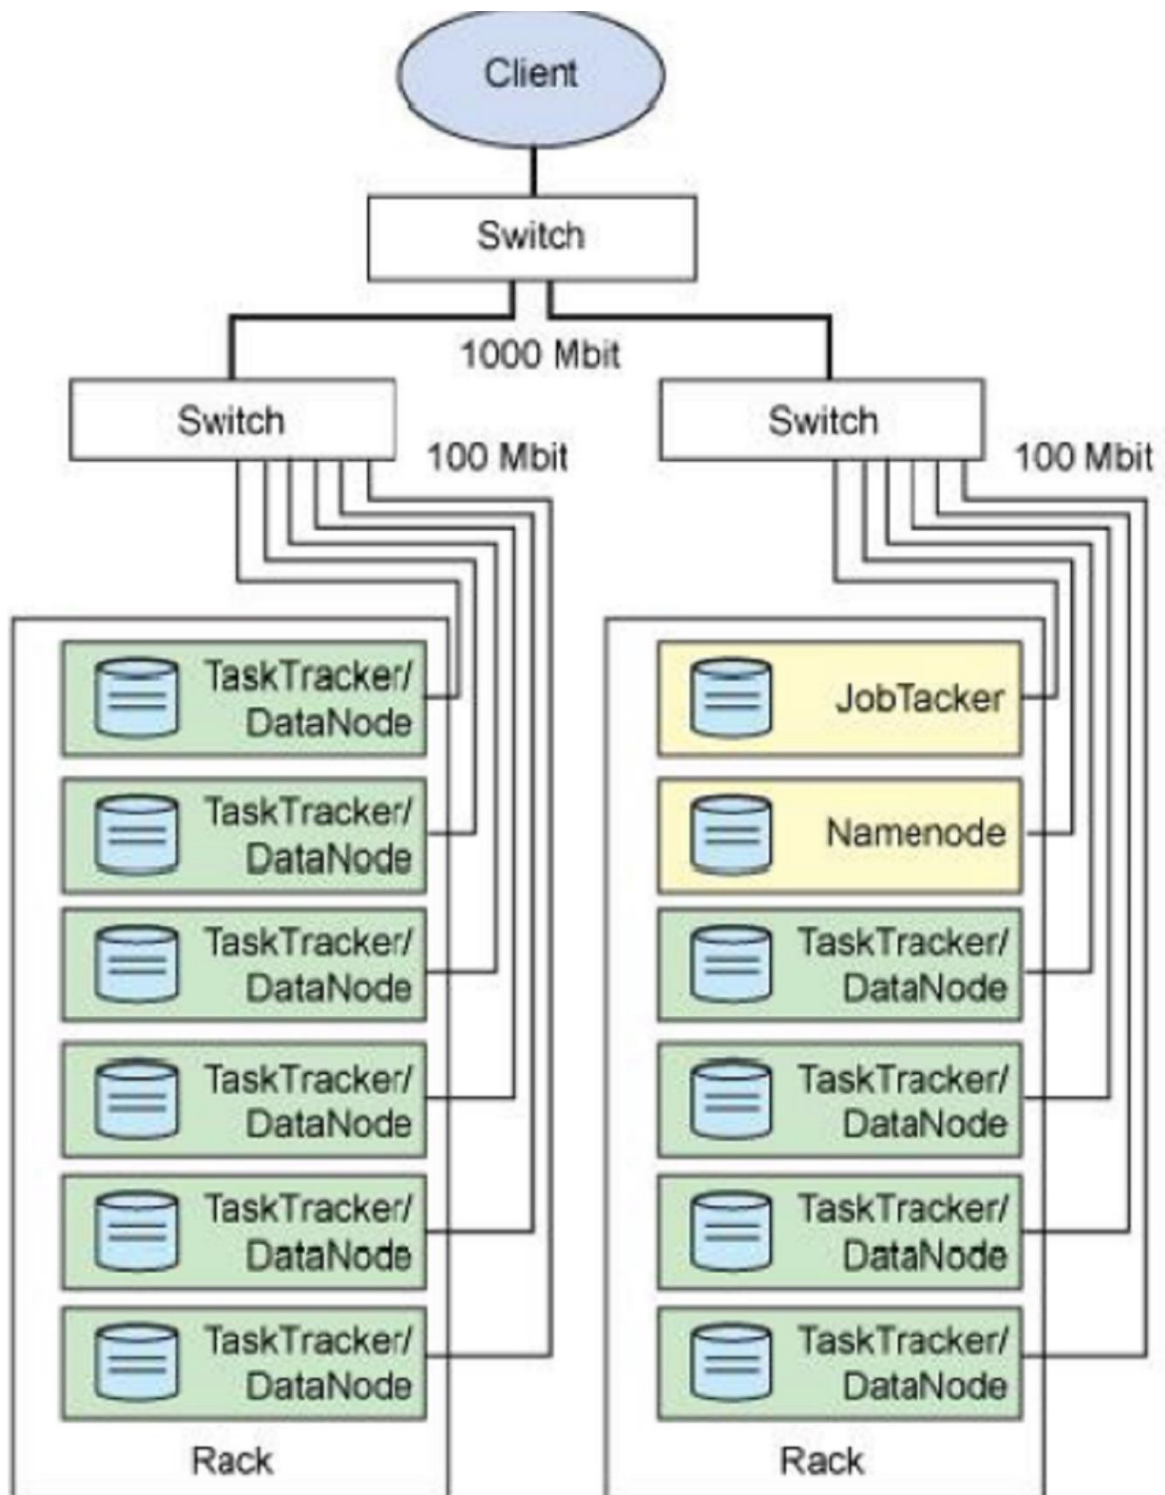 Client
Switch
1000 Mbit
Switch
100 Mbit
Switch
100 Mbit
TaskTracker/
DataNode
TaskTracker/
DataNode
TaskTracker/
DataNode
TaskTracker/
DataNode
TaskTracker/
DataNode
TaskTracker/
DataNode
Rack
JobTacker
Namenode
TaskTracker/
DataNode
TaskTracker/
DataNode
TaskTracker/
DataNode
TaskTracker/
DataNode
Rack